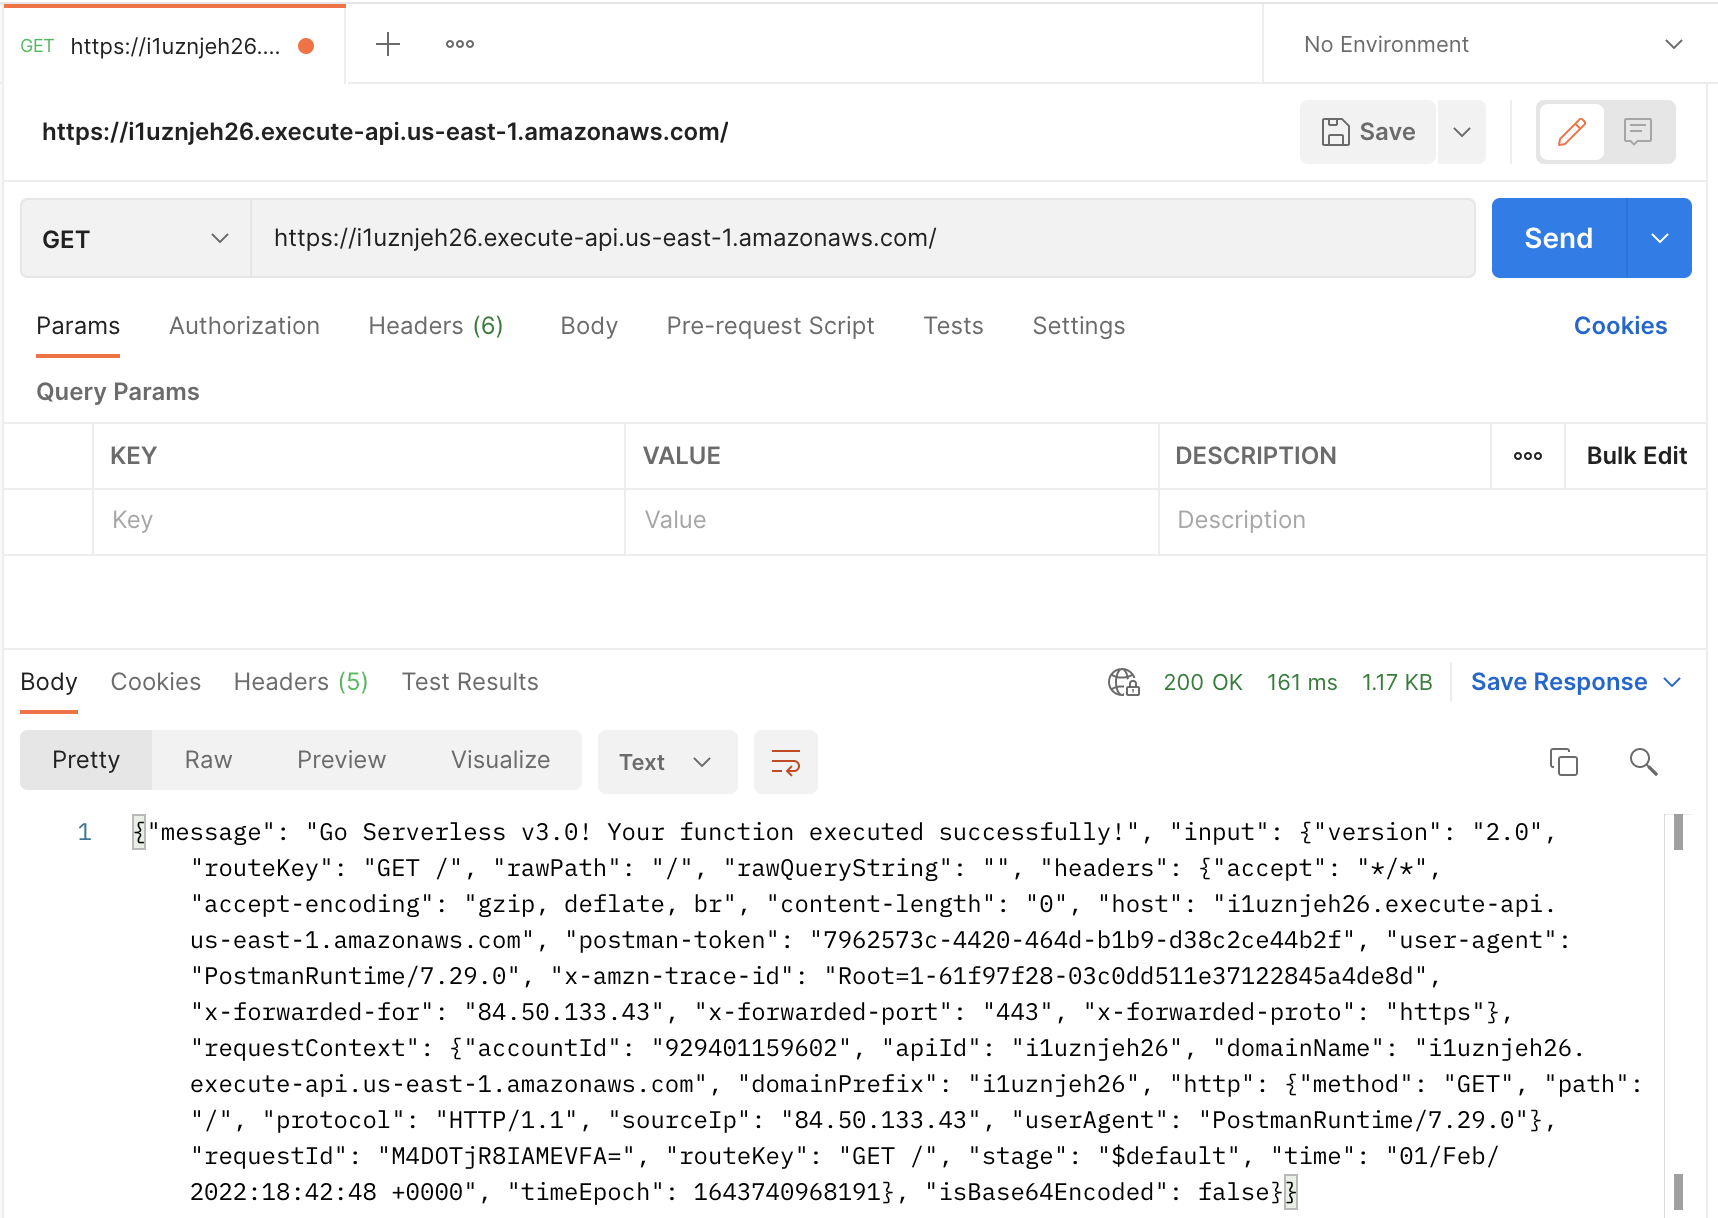 GET https://i1uznjeh26....
No Environment
https://i1uznjeh26.execute-api.us-east-1.amazonaws.com/
Save
GET https://i1uznjeh26.execute-api.us-east-1.amazonaws.com/ Send
Params Authorization Headers (6) Body Pre-request Script Tests Settings Cookies
Query Params
KEY VALUE DESCRIPTION Bulk Edit
Key Value Description
Body Cookies Headers (5) Test Results 200 OK 161 ms 1.17 KB Save Response
Pretty Raw Preview Visualize Text
1 {"message": "Go Serverless v3.0! Your function executed successfully!", "input": {"version": "2.0",
"routeKey": "GET /", "rawPath": "/", "rawQueryString": "", "headers": {"accept": "*/*",
"accept-encoding": "gzip, deflate, br", "content-length": "0", "host": "i1uznjeh26.execute-api.
us-east-1.amazonaws.com", "postman-token": "7962573c-4420-464d-b1b9-d38c2ce44b2f", "user-agent":
"PostmanRuntime/7.29.0", "x-amzn-trace-id": "Root=1-61f97f28-03c0dd511e37122845a4de8d",
"x-forwarded-for": "84.50.133.43", "x-forwarded-port": "443", "x-forwarded-proto": "https"},
"requestContext": {"accountId": "929401159602", "apiId": "i1uznjeh26", "domainName": "i1uznjeh26.
execute-api.us-east-1.amazonaws.com", "domainPrefix": "i1uznjeh26", "http": {"method": "GET", "path":
"/", "protocol": "HTTP/1.1", "sourceIp": "84.50.133.43", "userAgent": "PostmanRuntime/7.29.0"},
"requestId": "M4DOTjR8IAMEVFA=", "routeKey": "GET /", "stage": "$default", "time": "01/Feb/
2022:18:42:48 +0000", "timeEpoch": 1643740968191}, "isBase64Encoded": false}}